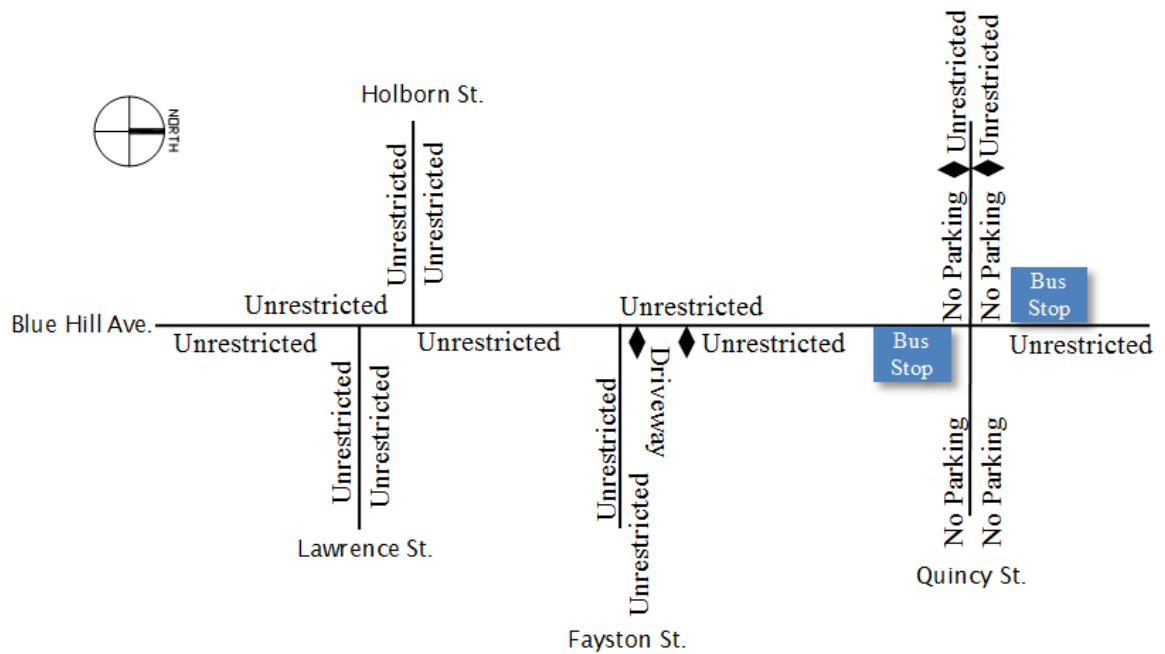 Unrestricted
Unrestricted
Holborn St.
NORTH
Unrestricted
Unrestricted
No Parking
No Parking
Bus
Stop
Unrestricted
Unrestricted
Blue Hill Ave.
Unrestricted
Unrestricted
Unrestricted
Bus
Stop
Unrestricted
Unrestricted
Unrestricted
Unrestricted
Driveway
Unrestricted
No Parking
No Parking
Lawrence St.
Quincy St.
Fayston St.